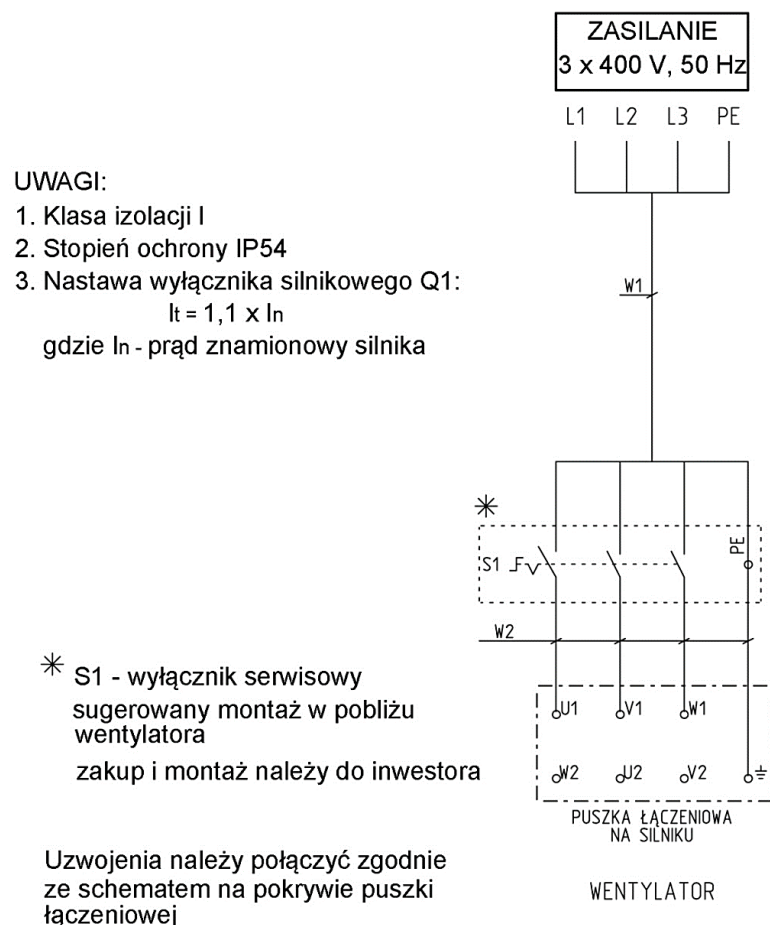 ZASILANIE
3 x 400 V, 50 Hz
L1 L2 L3 PE
UWAGI:
1. Klasa izolacji I
2. Stopień ochrony IP54
3. Nastawa wyłącznika silnikowego Q1:
It = 1,1 x In
gdzie In - prąd znamionowy silnika
W1
PE
S1
W2
S1 - wyłącznik serwisowy
sugerowany montaż w pobliżu
wentylatora
zakup i montaż należy do inwestora
U1 V1 W1
W2 U2 V2
PUSZKA ŁĄCZENIOWA
NA SILNIKU
Uzwojenia należy połączyć zgodnie
ze schematem na pokrywie puszki
łączeniowej
WENTYLATOR